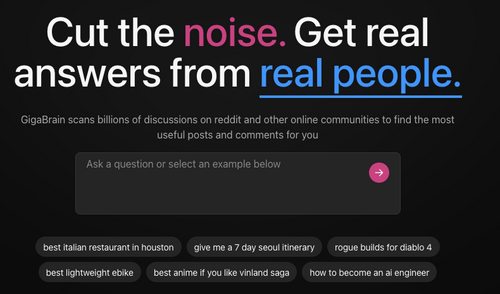 Cut the noise. Get real
answers from real people.
GigaBrain scans billions of discussions on reddit and other online communities to find the most
useful posts and comments for you
Ask a question or select an example below
best italian restaurant in houston
give me a 7 day seoul itinerary
rogue builds for diablo 4
best lightweight ebike
best anime if you like vinland saga
how to become an ai engineer